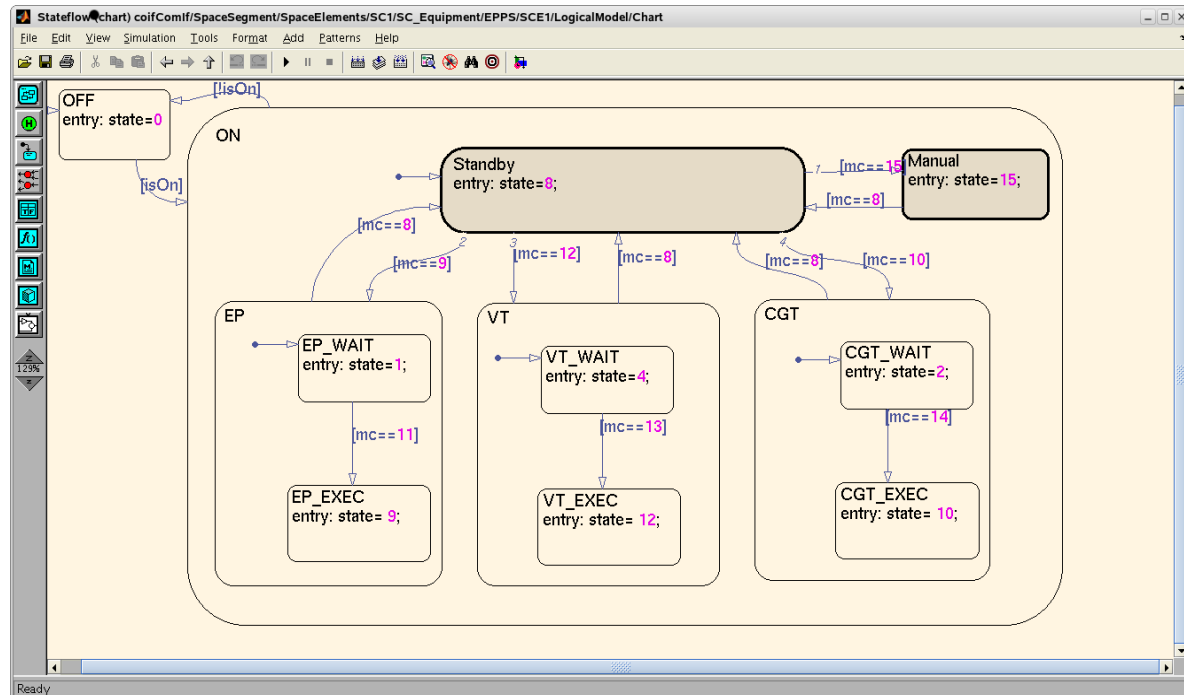 Stateflow (chart) coifComIf/SpaceSegment/SpaceElements/SC1/SC_Equipment/EPPS/SCE1/LogicalModel/Chart
File Edit View Simulation Tools Format Add Patterns Help
OFF
entry: state=0
[!isOn]
[isOn]
ON
Standby
entry: state=8;
1
[mc==15]
Manual
entry: state=15;
[mc==8]
[mc==8]
2
[mc==9]
3
[mc==12]
[mc==8]
[mc==8]
4
[mc==10]
EP
EP_WAIT
entry: state=1;
[mc==11]
EP_EXEC
entry: state= 9;
VT
VT_WAIT
entry: state=4;
[mc==13]
VT_EXEC
entry: state= 12;
CGT
CGT_WAIT
entry: state=2;
[mc==14]
CGT_EXEC
entry: state= 10;
129%
Ready